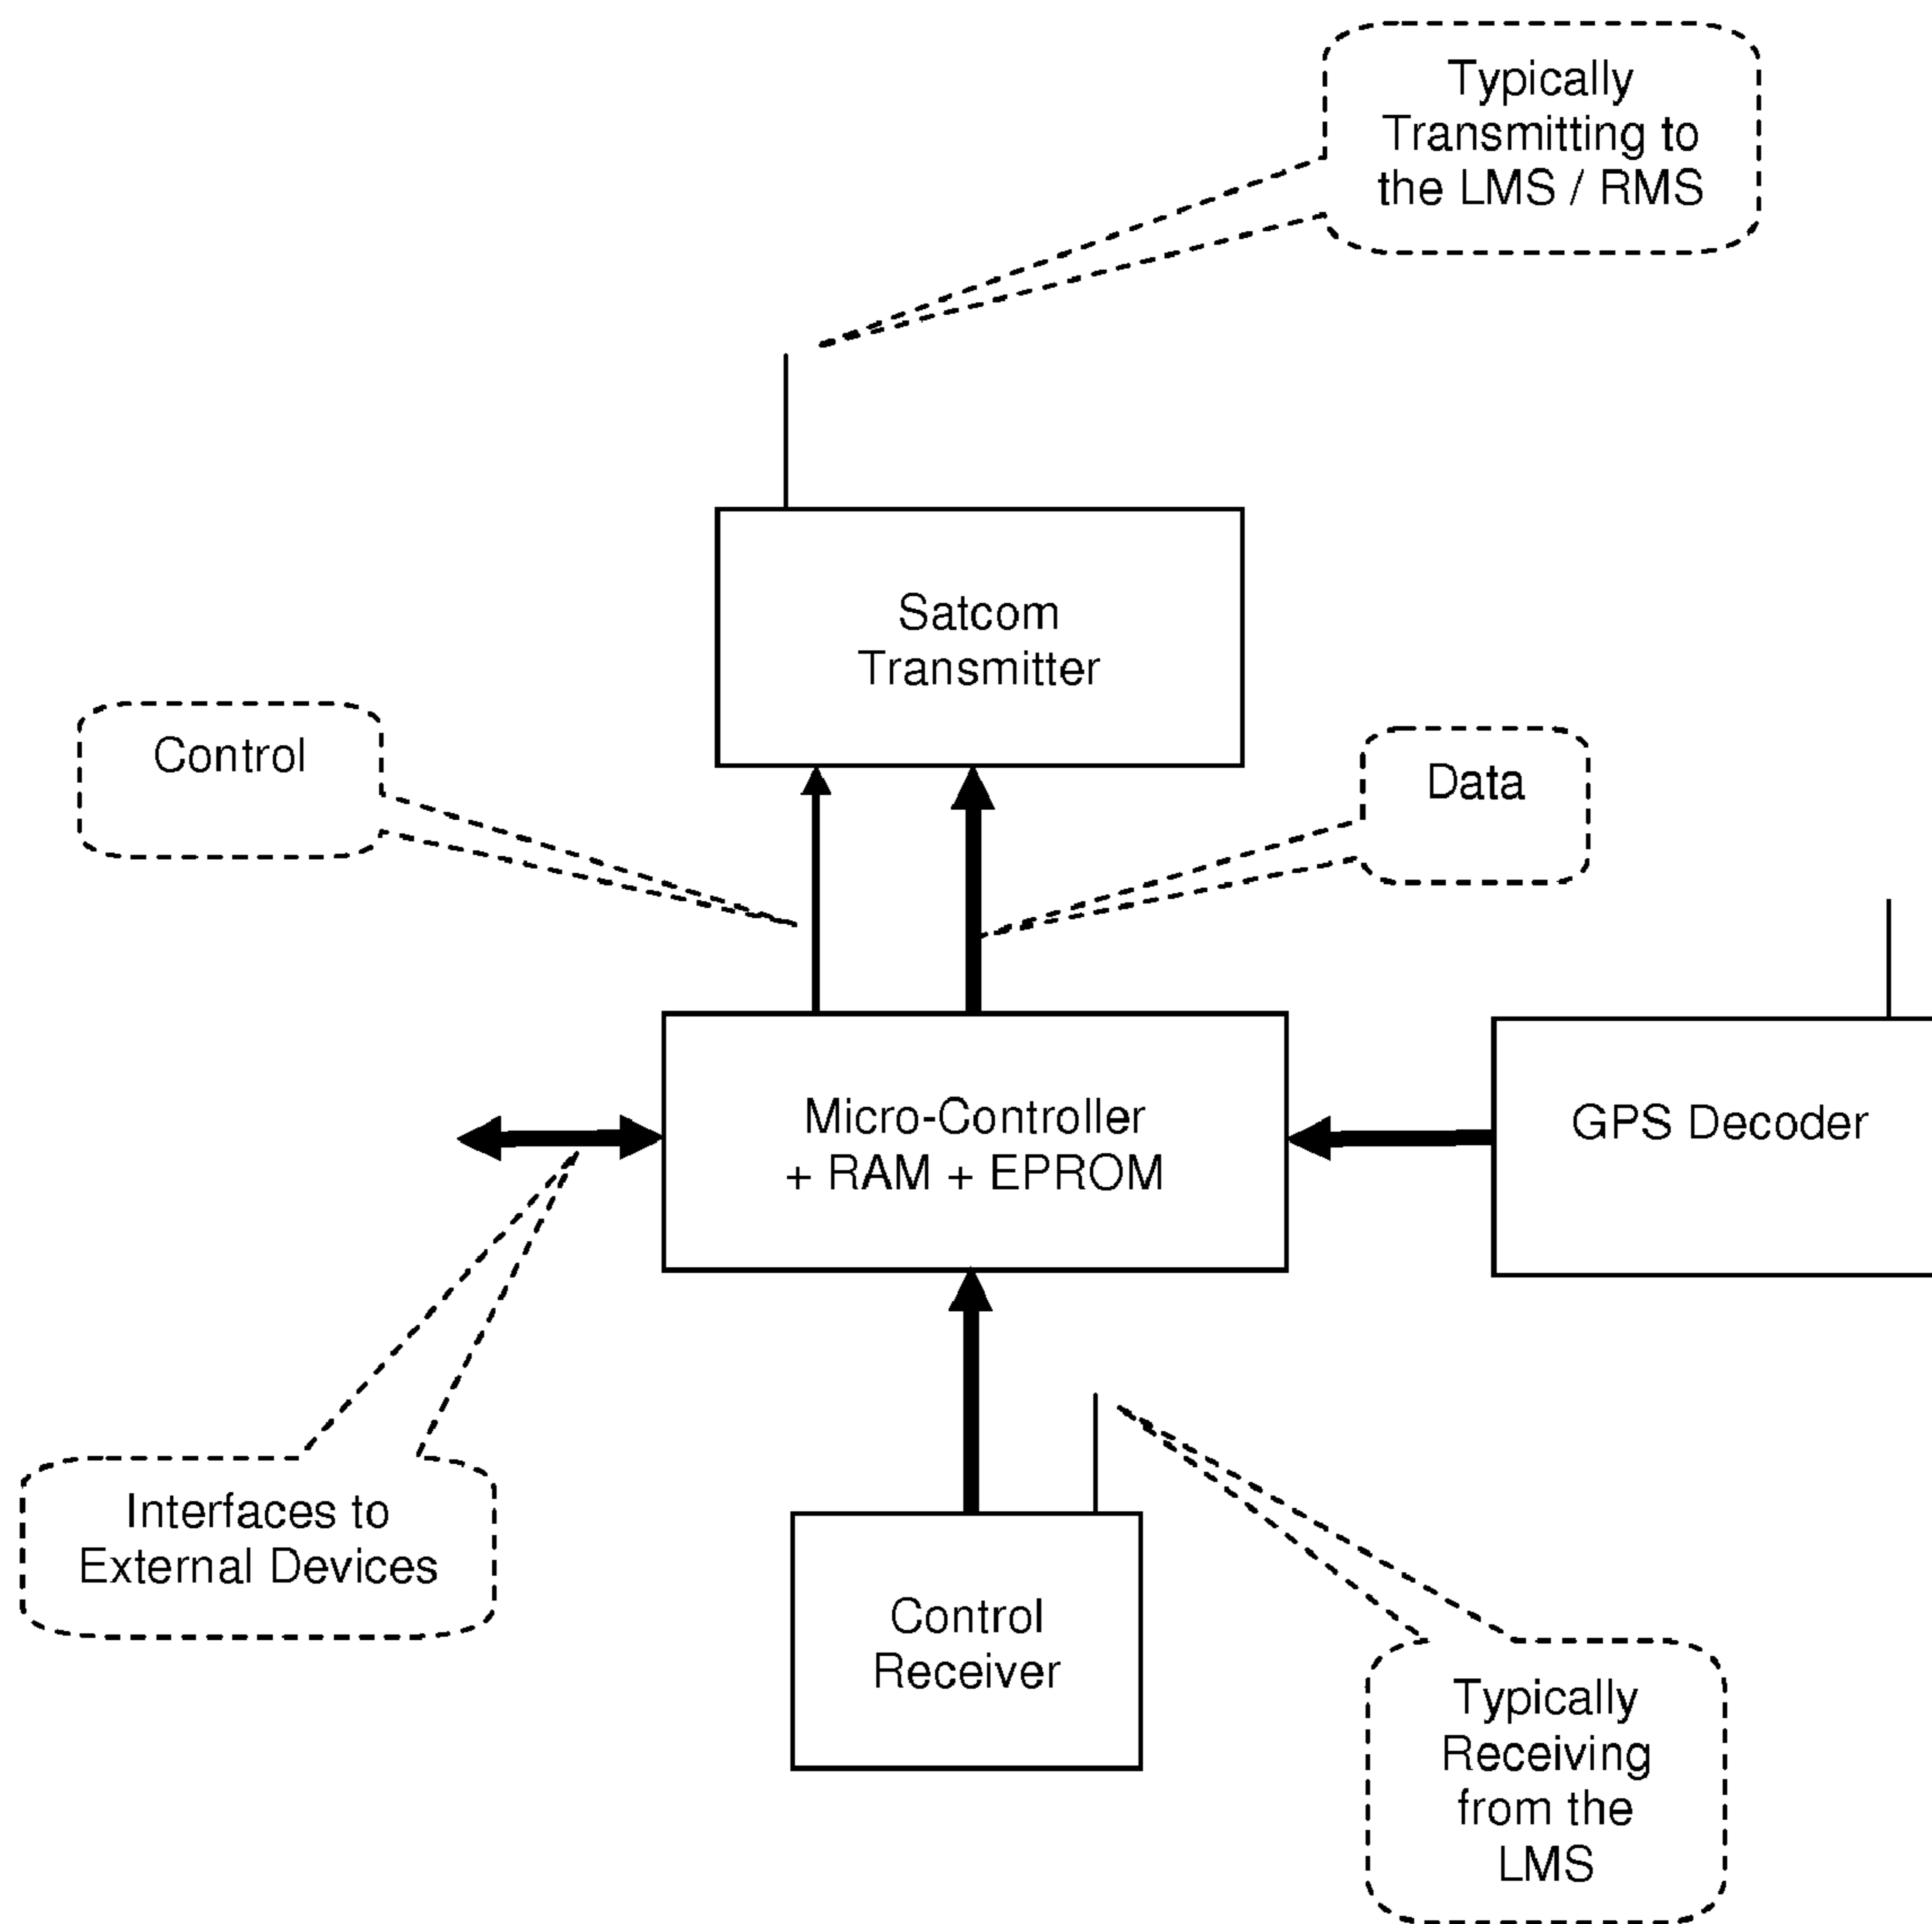 Typically
Transmitting to
the LMS / RMS
Satcom
Transmitter
Control
Data
Micro-Controller
+ RAM + EPROM
GPS Decoder
Interfaces to
External Devices
Control
Receiver
Typically
Receiving
from the
LMS